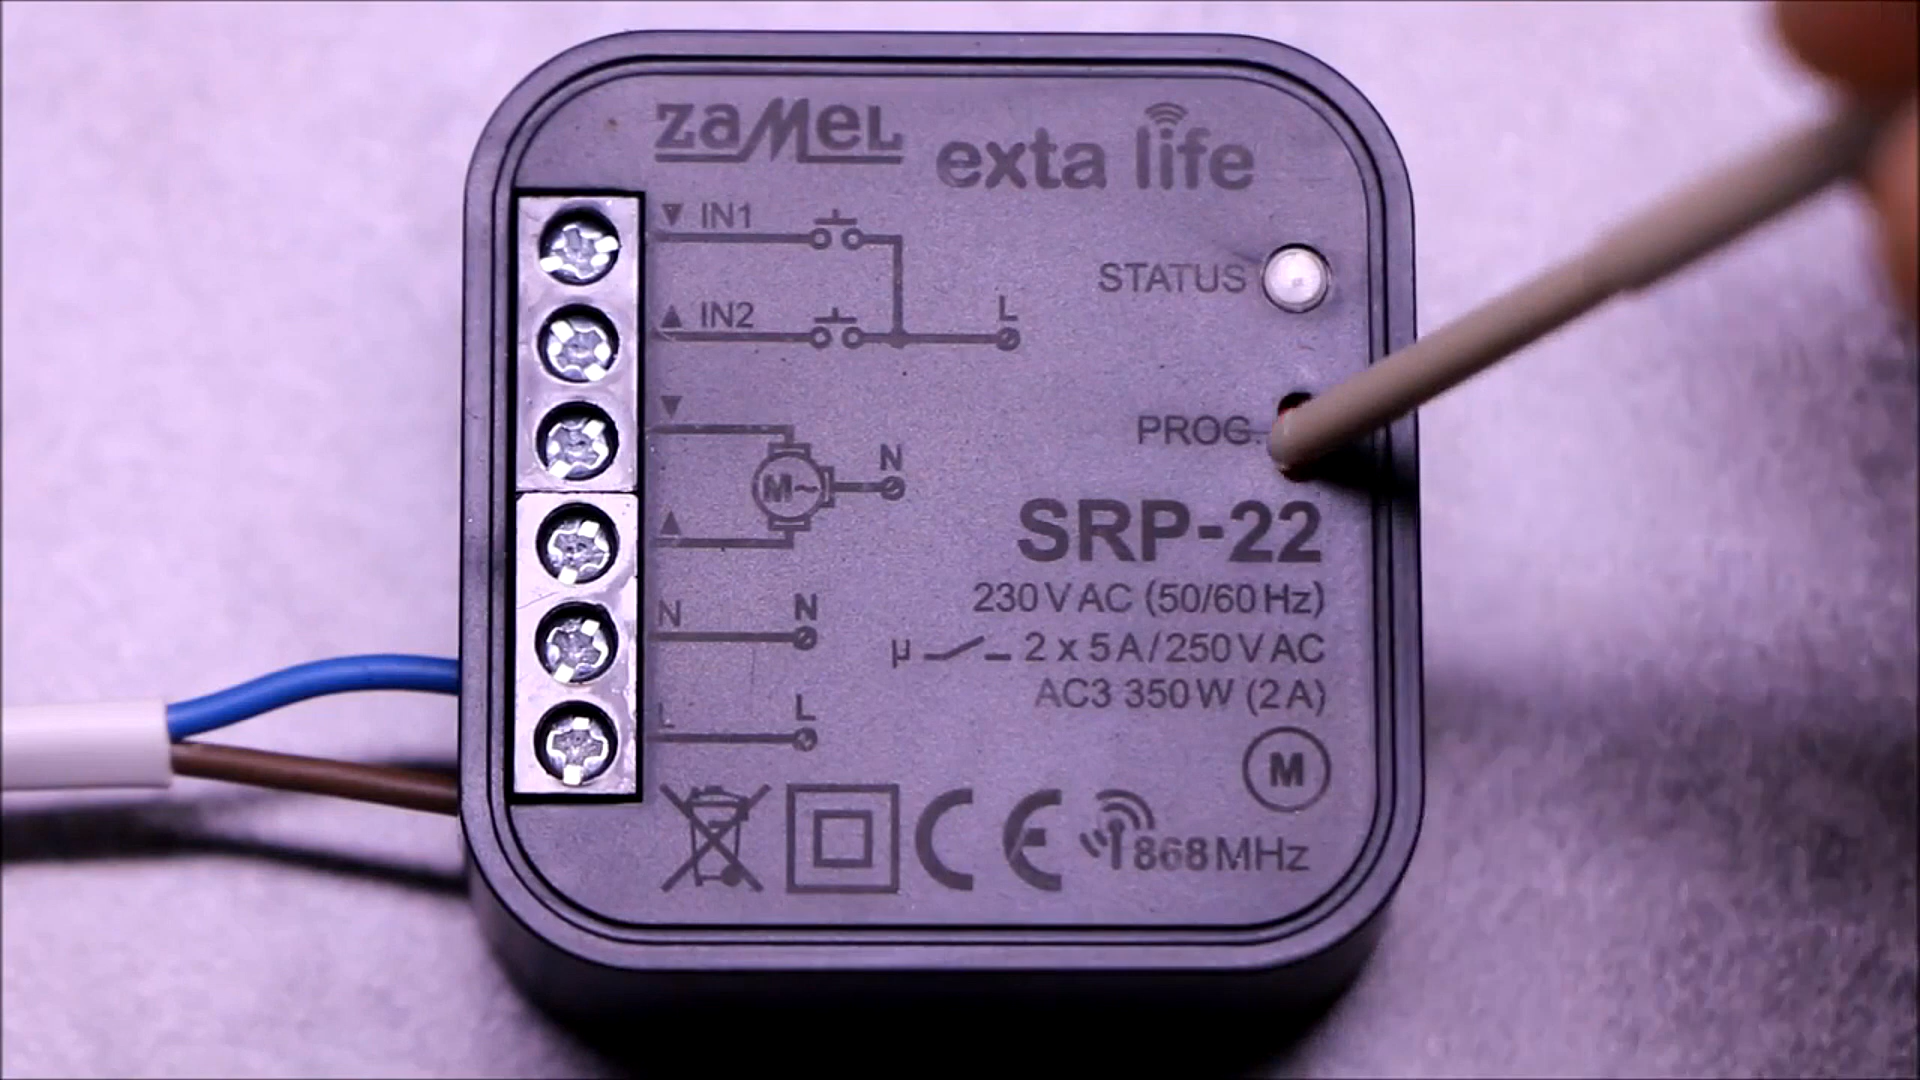 zaMeL exta life
▼ IN1
STATUS
▲ IN2
L
▼
PROG.
N
M~
▲
SRP-22
230 V AC (50/60 Hz)
N N
µ 2 x 5 A / 250 V AC
AC3 350 W (2 A)
L L
M
CE 868 MHz